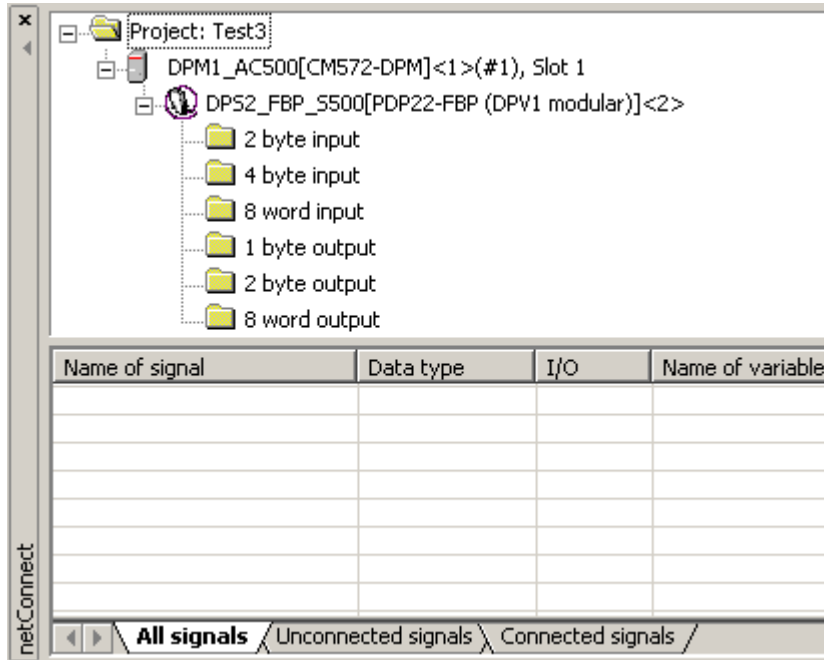 Project: Test3
DPM1_AC500[CM572-DPM]<1>(#1), Slot 1
DPS2_FBP_S500[PDP22-FBP (DPV1 modular)]<2>
2 byte input
4 byte input
8 word input
1 byte output
2 byte output
8 word output
Name of signal Data type I/O Name of variable
All signals Unconnected signals Connected signals
netConnect